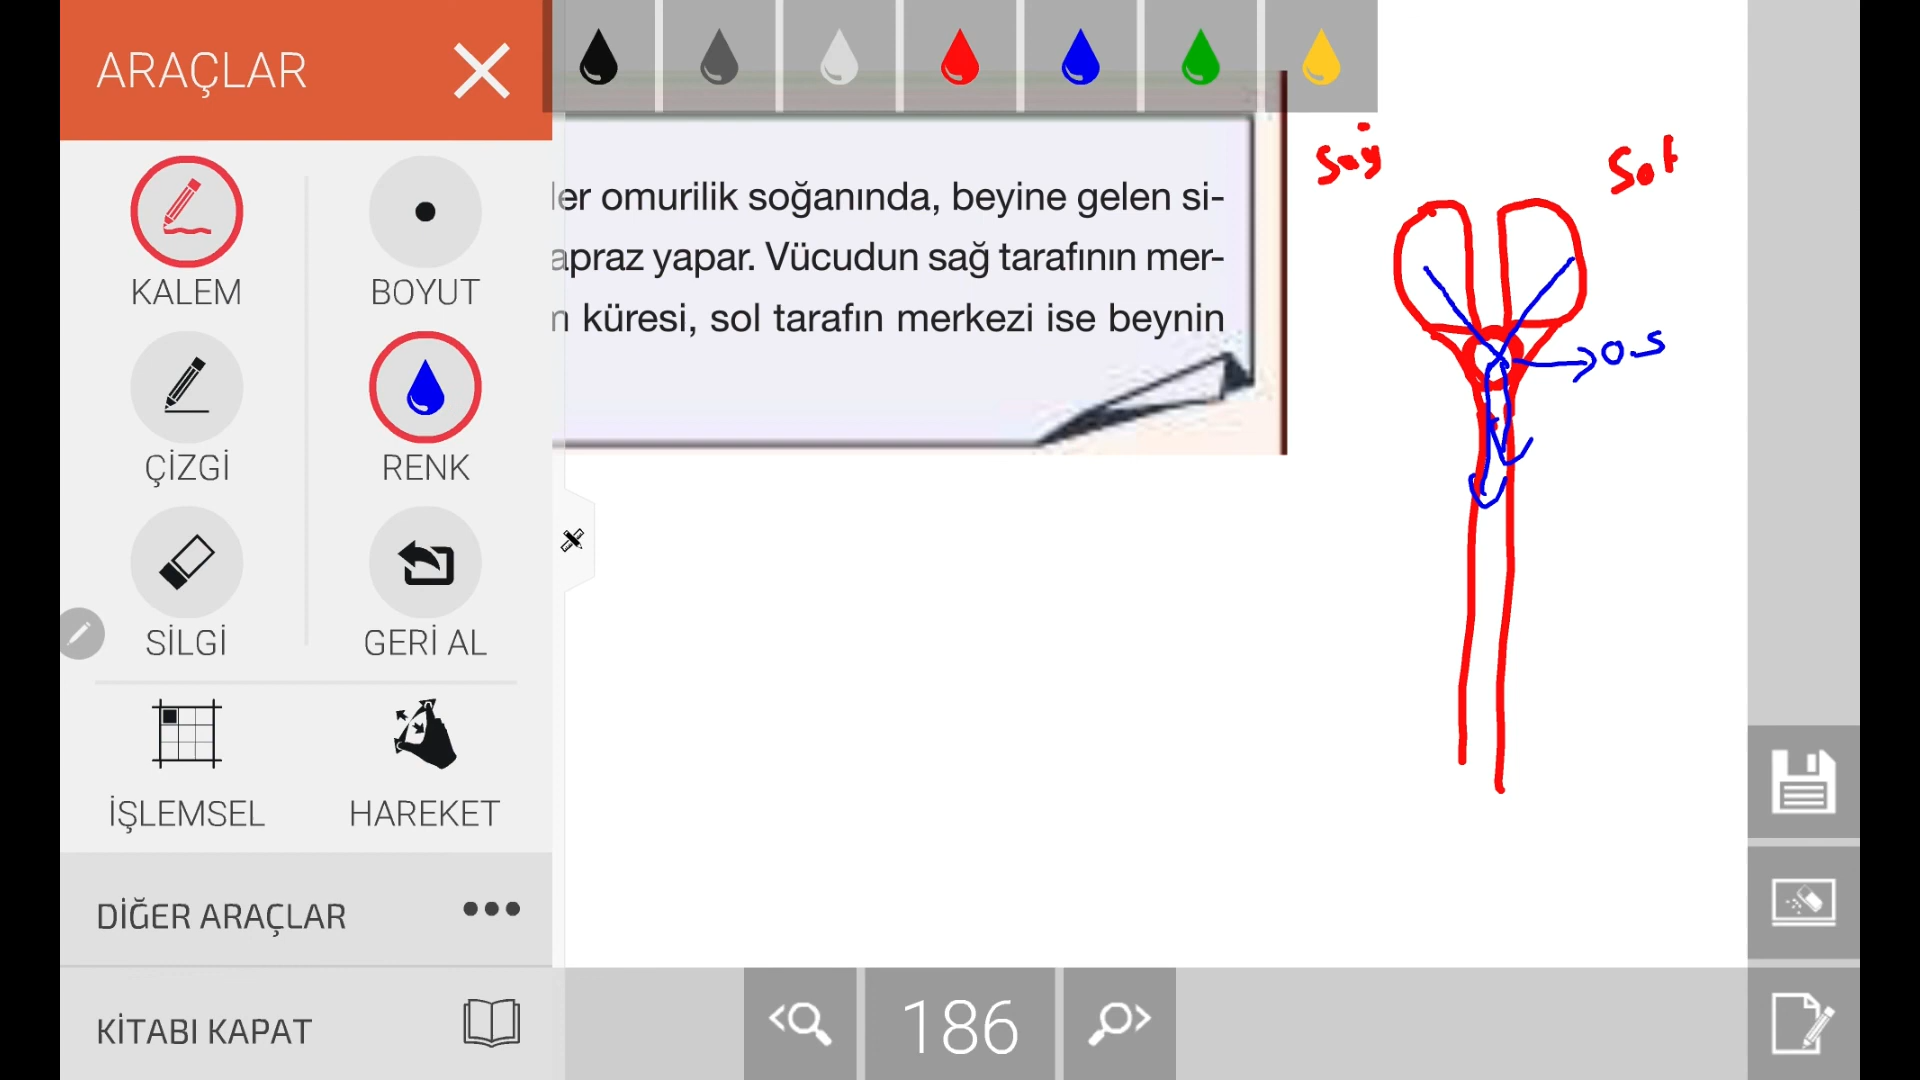 ARAÇLAR
KALEM
BOYUT
ÇİZGİ
RENK
SİLGİ
GERİ AL
İŞLEMSEL
HAREKET
DİĞER ARAÇLAR
KİTABI KAPAT
ler omurilik soğanında, beyine gelen si-
apraz yapar. Vücudun sağ tarafının mer-
n küresi, sol tarafın merkezi ise beynin
Sağ
Sol
O.S
186